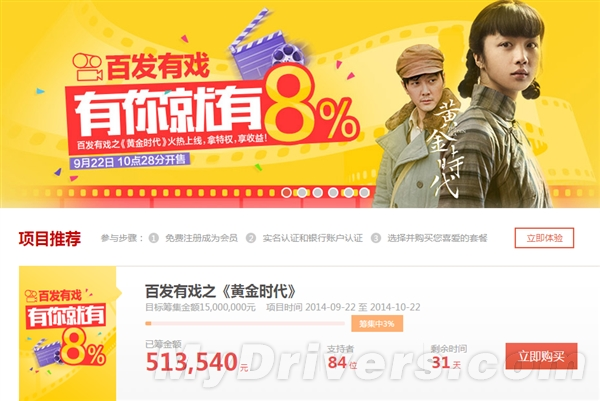 百发有戏
有你就有8%
百发有戏之《黄金时代》火热上线，拿特权，享收益！
9月22日 10点28分开售
黄金時代
项目推荐
参与步骤： 1 免费注册成为会员 2 实名认证和银行账户认证 3 选择并购买您喜爱的套餐
立即体验
百发有戏
有你就有
8%
百发有戏之《黄金时代》
目标筹集金额15,000,000元 项目时间 2014-09-22 至 2014-10-22
筹集中3%
已筹金额 支持者 剩余时间
513,540元 84位 31天
立即购买
MyDrivers.com